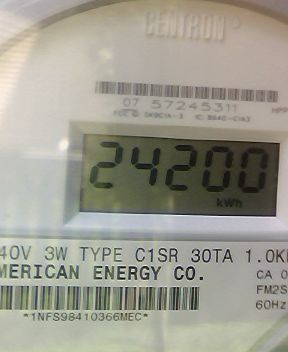 CENTRON®
07 57245311
24200
kWh
40V 3W TYPE C1SR 30TA 1.0K
MERICAN ENERGY CO.
CA 0
FM2S
60Hz
*1NFS98410366MEC*